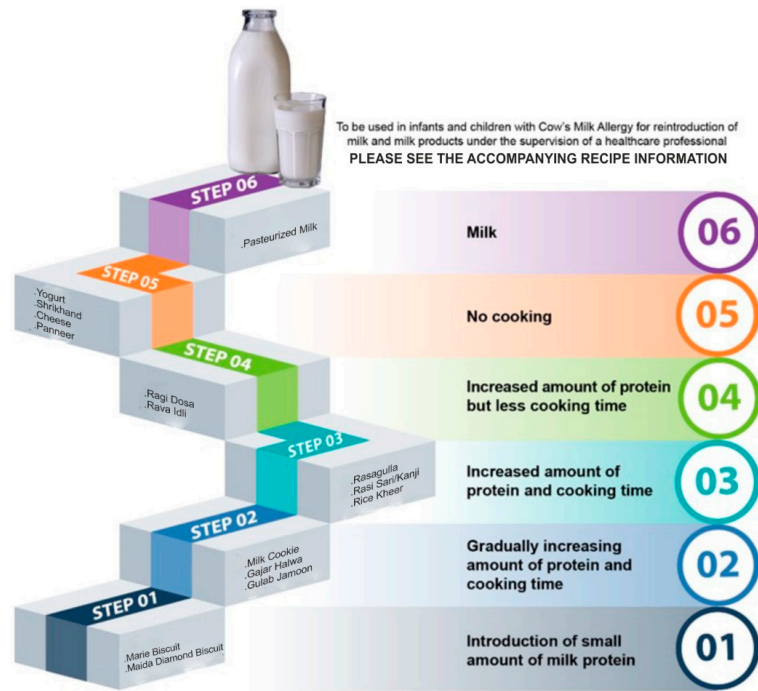 To be used in infants and children with Cow's Milk Allergy for reintroduction of
milk and milk products under the supervision of a healthcare professional
PLEASE SEE THE ACCOMPANYING RECIPE INFORMATION
STEP 06
.Pasteurized Milk
Milk
06
STEP 05
.Yogurt
.Shrikhand
.Cheese
.Panneer
No cooking
05
STEP 04
.Ragi Dosa
.Rava Idli
Increased amount of protein
but less cooking time
04
STEP 03
.Rasagulla
.Rasi Sari/Kanji
.Rice Kheer
Increased amount of
protein and cooking time
03
STEP 02
.Milk Cookie
.Gajar Halwa
.Gulab Jamoon
Gradually increasing
amount of protein and
cooking time
02
STEP 01
.Marie Biscuit
.Maida Diamond Biscuit
Introduction of small
amount of milk protein
01